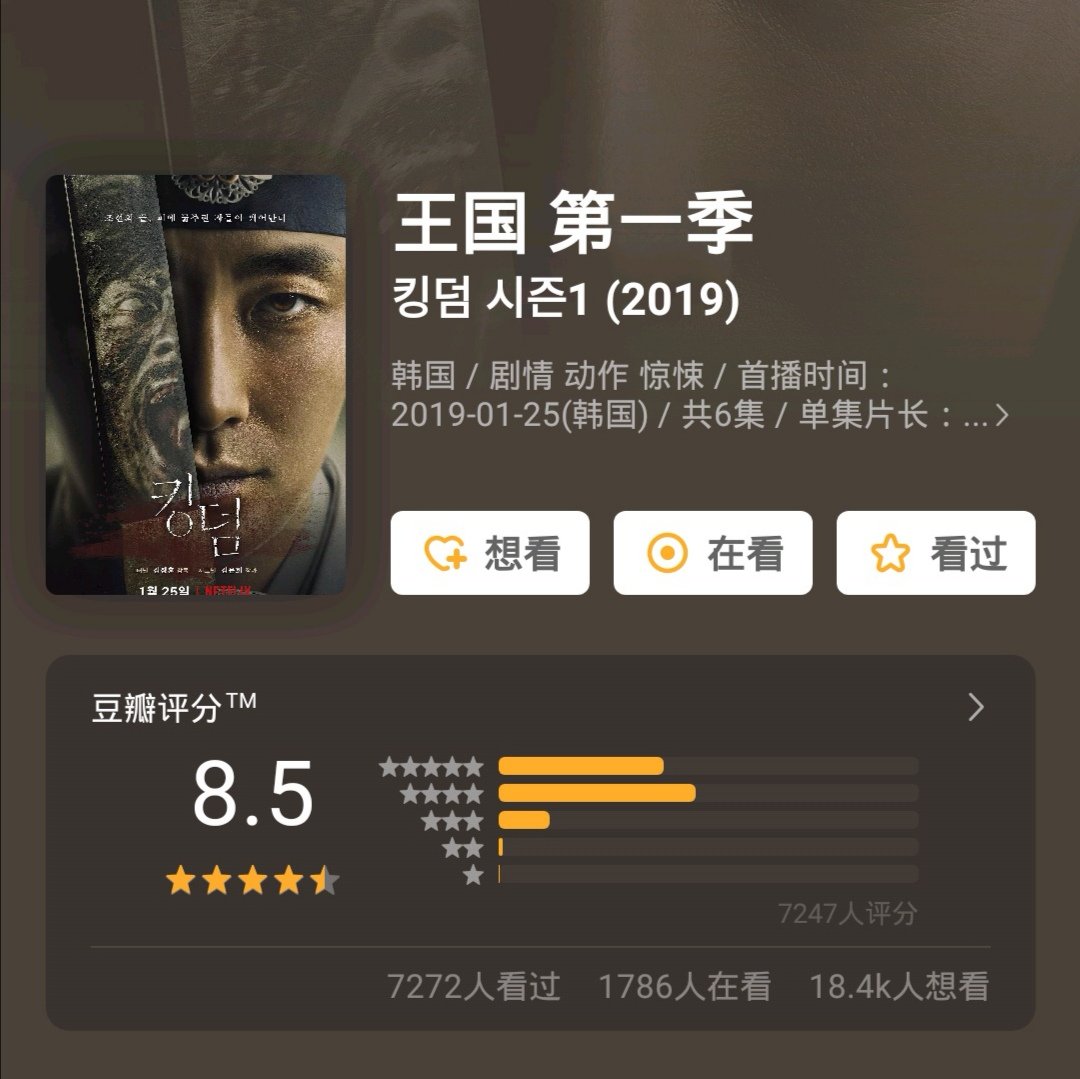 조선의 끝, 피에 굶주린 자들이 깨어난다
킹덤
1월 25일 | NETFLIX
王国 第一季
킹덤 시즌1 (2019)
韩国 / 剧情 动作 惊悚 / 首播时间：
2019-01-25(韩国) / 共6集 / 单集片长：...
想看
在看
看过
豆瓣评分™
8.5
7247人评分
7272人看过 1786人在看 18.4k人想看